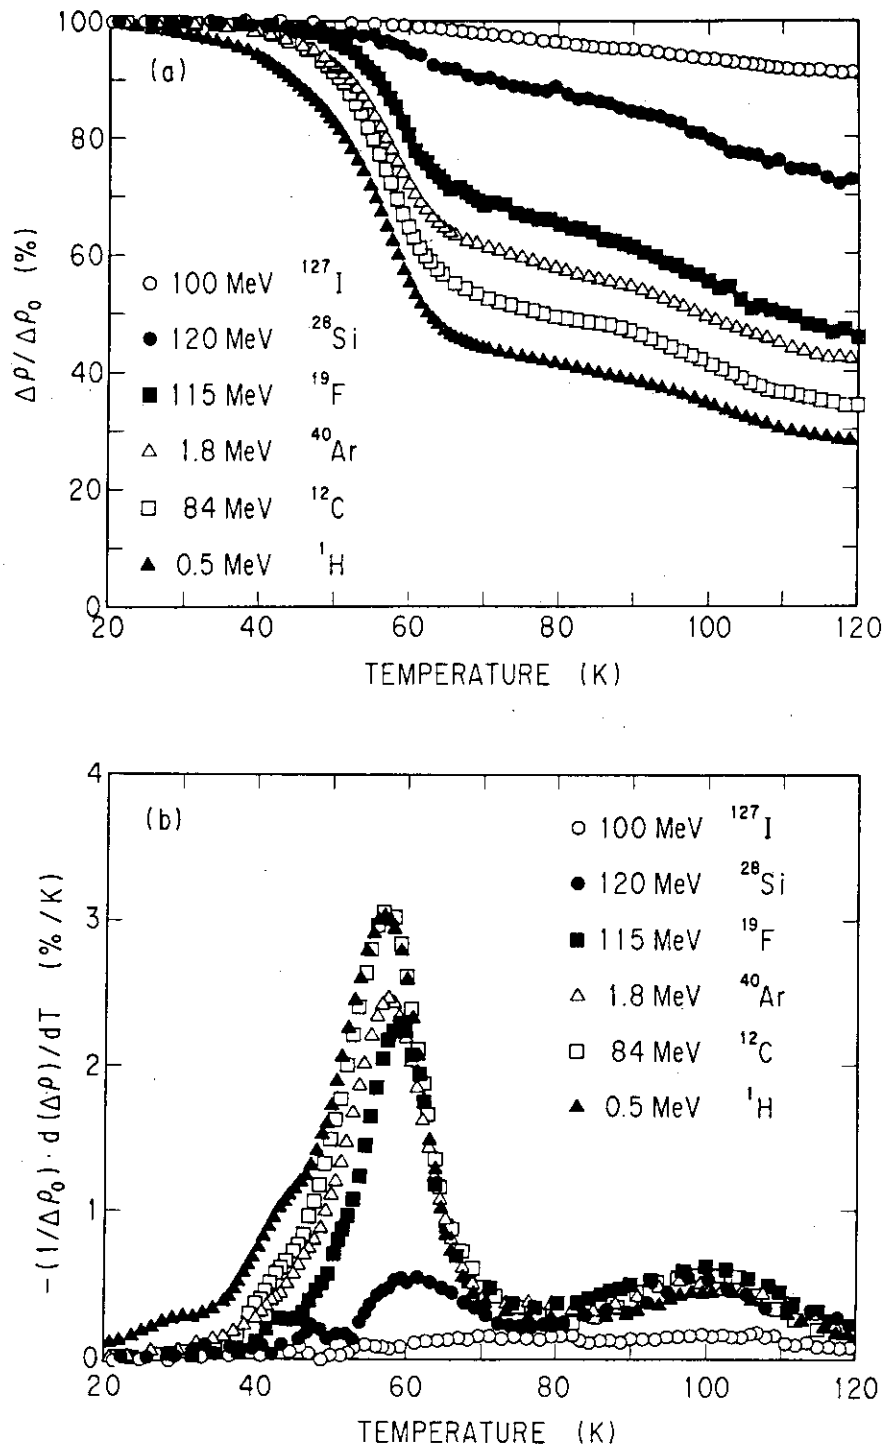 100
(a)
80
60
40
20
0
Δρ/Δρ₀ (%)
○ 100 MeV ¹²⁷I
● 120 MeV ²⁸Si
■ 115 MeV ¹⁹F
△ 1.8 MeV ⁴⁰Ar
□ 84 MeV ¹²C
▲ 0.5 MeV ¹H
20 40 60 80 100 120
TEMPERATURE (K)
4
(b)
3
2
1
0
−(1/Δρ₀)·d(Δρ)/dT (%/K)
○ 100 MeV ¹²⁷I
● 120 MeV ²⁸Si
■ 115 MeV ¹⁹F
△ 1.8 MeV ⁴⁰Ar
□ 84 MeV ¹²C
▲ 0.5 MeV ¹H
20 40 60 80 100 120
TEMPERATURE (K)